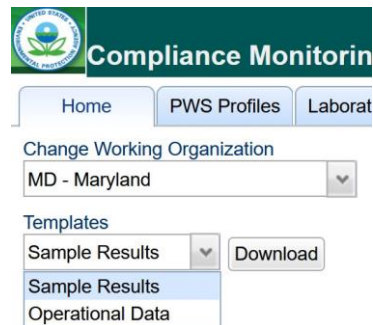 Compliance Monitorin
Home PWS Profiles Laborat
Change Working Organization
MD - Maryland
Templates
Sample Results Download
Sample Results
Operational Data